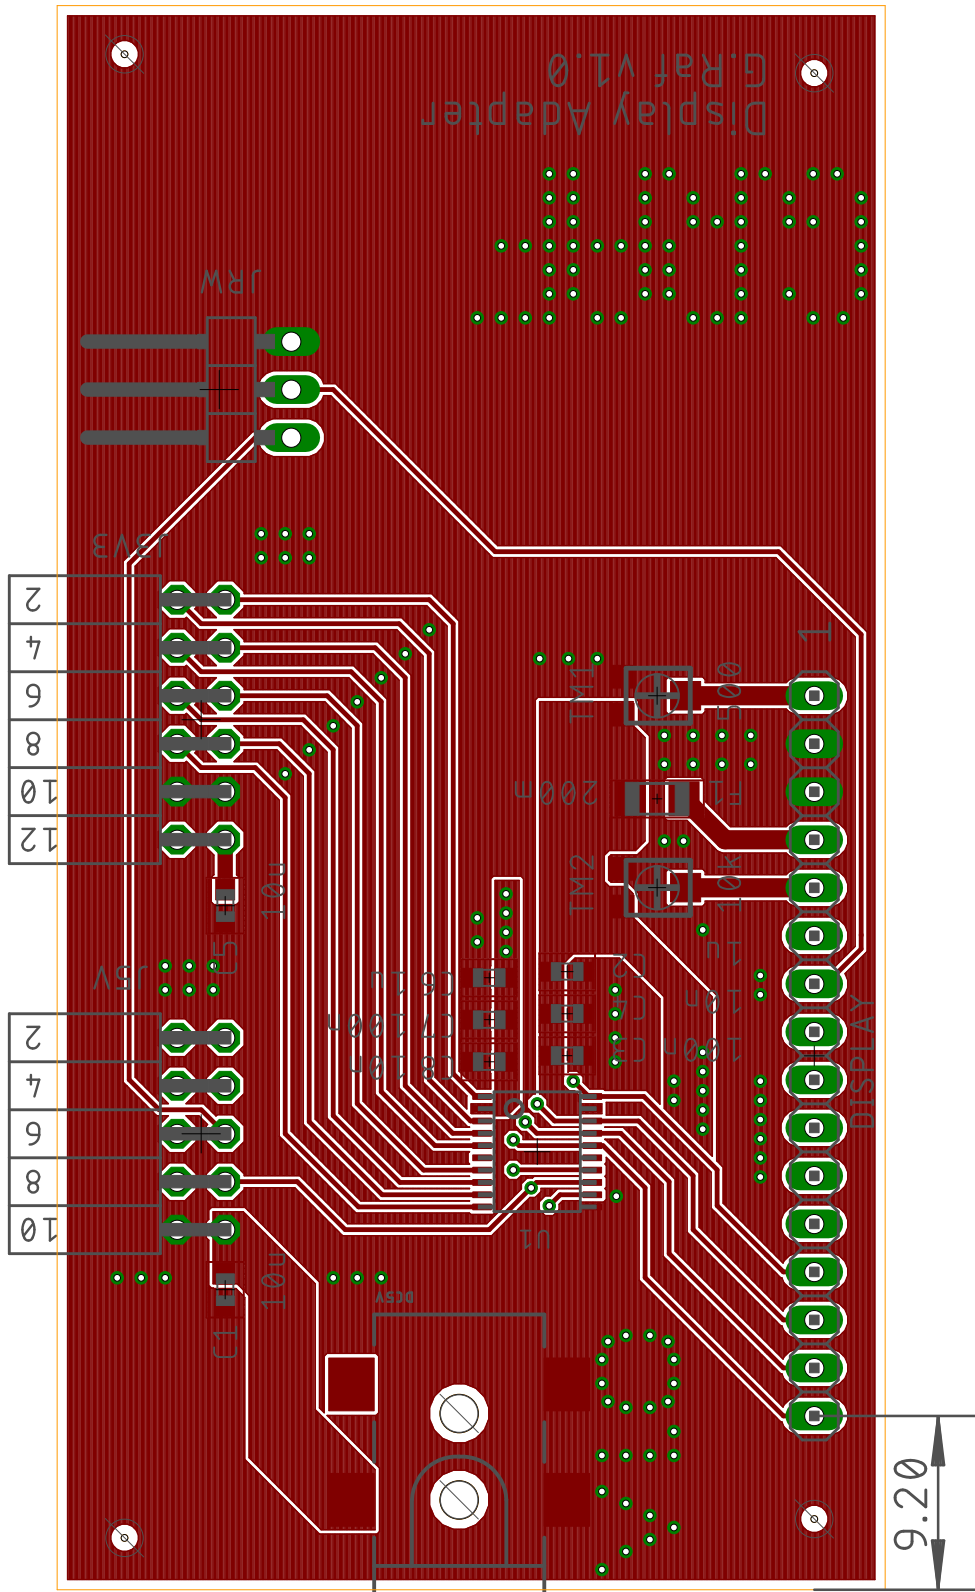 G.Raf v1.0
Display Adapter
JRW
J3V3
2
4
6
8
10
12
1
TM1
500
200m
F1
TM2
10k
10u
C5
J5V
1u
C2
C6 1u
10n
C4
C7 100n
100n
C3
C8 10n
DISPLAY
2
4
6
8
10
U1
10u
C1
DC5V
9.20